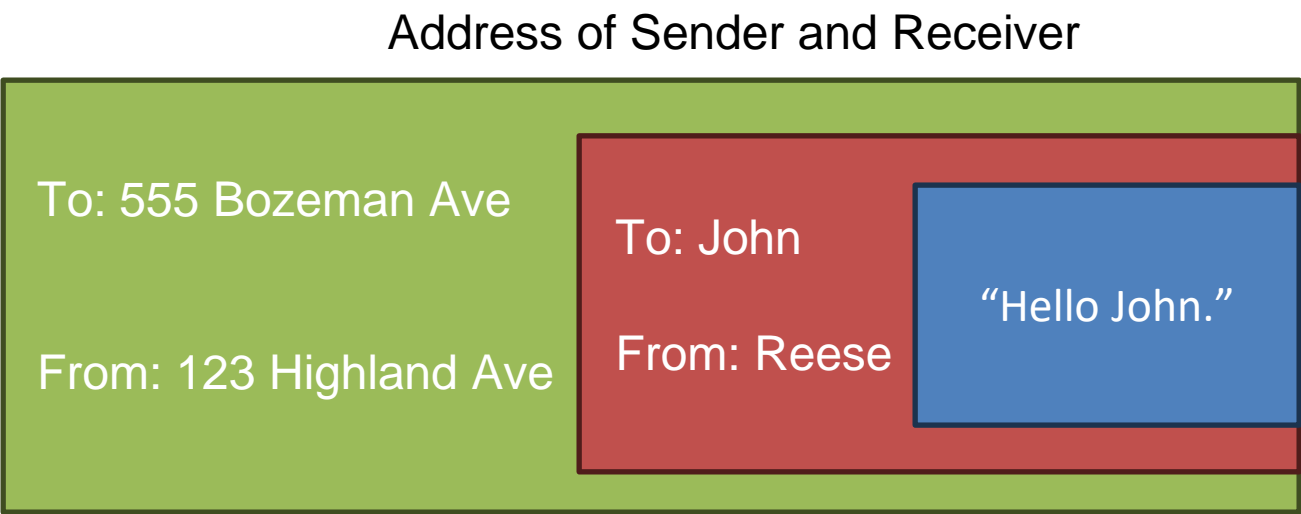 Address of Sender and Receiver
To: 555 Bozeman Ave
From: 123 Highland Ave
To: John
From: Reese
“Hello John.”